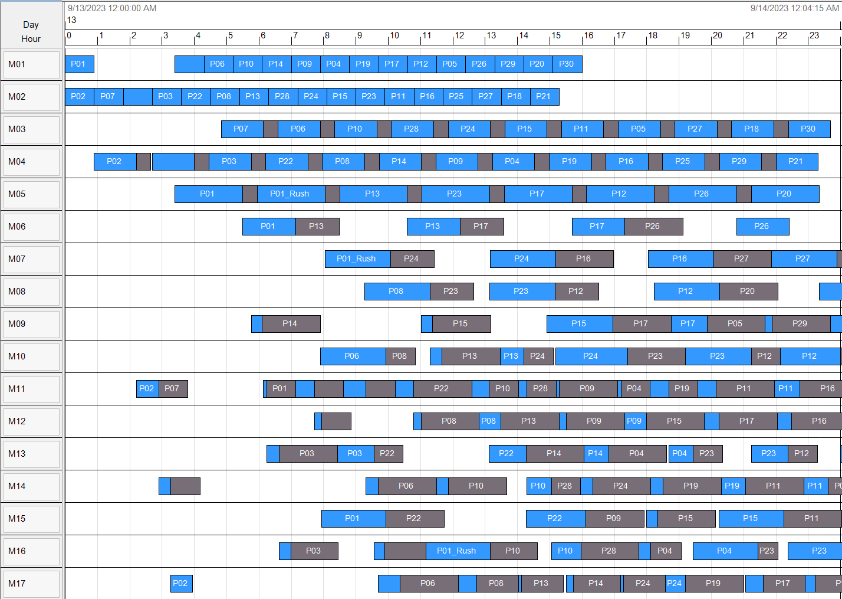 9/13/2023 12:00:00 AM 9/14/2023 12:04:15 AM
Day 13
Hour 0 1 2 3 4 5 6 7 8 9 10 11 12 13 14 15 16 17 18 19 20 21 22 23
M01 P01 P06 P10 P14 P09 P04 P19 P17 P12 P05 P26 P29 P20 P30
M02 P02 P07 P03 P22 P08 P13 P28 P24 P15 P23 P11 P16 P25 P27 P18 P21
M03 P07 P06 P10 P28 P24 P15 P11 P05 P27 P18 P30
M04 P02 P03 P22 P08 P14 P09 P04 P19 P16 P25 P29 P21
M05 P01 P01_Rush P13 P23 P17 P12 P26 P20
M06 P01 P13 P13 P17 P17 P26 P26
M07 P01_Rush P24 P24 P16 P16 P27 P27
M08 P08 P23 P23 P12 P12 P20
M09 P14 P15 P15 P17 P17 P05 P29
M10 P06 P08 P13 P13 P24 P24 P23 P23 P12 P12
M11 P02 P07 P01 P22 P10 P28 P09 P04 P19 P11 P11 P16
M12 P08 P08 P13 P09 P09 P15 P17 P16
M13 P03 P03 P22 P22 P14 P14 P04 P04 P23 P23 P12
M14 P06 P10 P10 P28 P24 P19 P19 P11 P11
M15 P01 P22 P22 P09 P15 P15 P11
M16 P03 P01_Rush P10 P10 P28 P04 P04 P23 P23
M17 P02 P06 P08 P13 P14 P24 P24 P19 P17